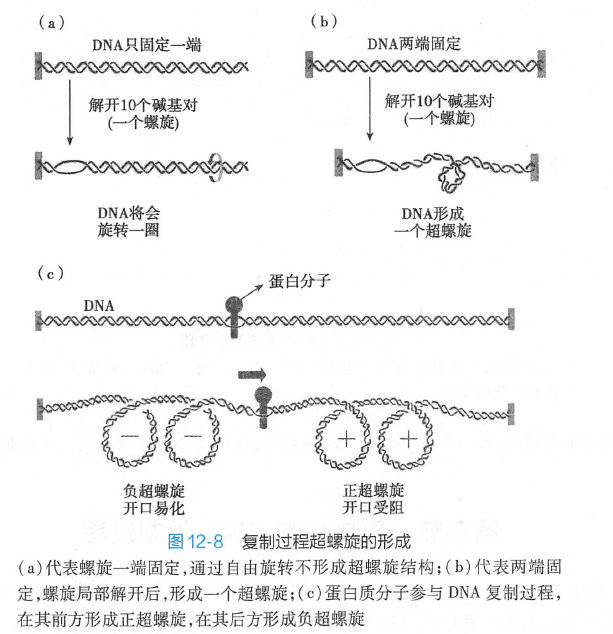 (a)
DNA只固定一端
解开10个碱基对
(一个螺旋)
DNA将会
旋转一圈
(b)
DNA两端固定
解开10个碱基对
(一个螺旋)
DNA形成
一个超螺旋
(c)
蛋白分子
DNA
− − + +
负超螺旋
开口易化
正超螺旋
开口受阻
图12-8 复制过程超螺旋的形成
(a)代表螺旋一端固定,通过自由旋转不形成超螺旋结构;(b)代表两端固
定,螺旋局部解开后,形成一个超螺旋;(c)蛋白质分子参与DNA复制过程,
在其前方形成正超螺旋,在其后方形成负超螺旋